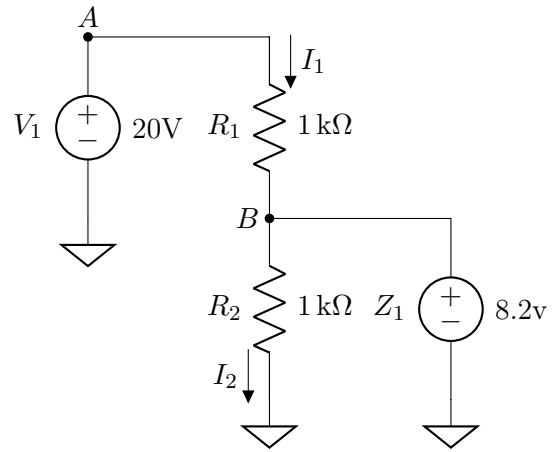 A
I₁
V₁
+
−
20V
R₁
1 kΩ
B
R₂
1 kΩ
Z₁
+
−
8.2v
I₂